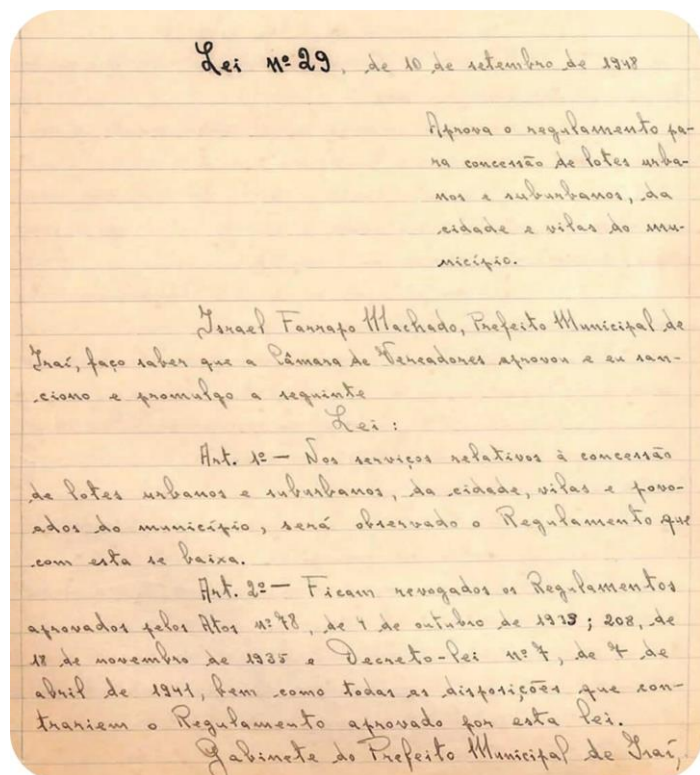 Lei nº 29, de 10 de setembro de 1948
Aprova o regulamento pa-
ra concessão de lotes urba-
nos e suburbanos, da
cidade e vilas do mu-
nicípio.
Israel Farrapo Machado, Prefeito Municipal de
Iraí, faço saber que a Câmara de Vereadores aprovou e eu san-
ciono e promulgo a seguinte
Lei :
Art. 1º — Nos serviços relativos à concessão
de lotes urbanos e suburbanos, da cidade, vilas e povo-
ados do município, será observado o Regulamento que
com esta se baixa.
Art. 2º — Ficam revogados os Regulamentos
aprovados pelos Atos nº 78, de de outubro de ; 208, de
18 de novembro de 1935 e Decreto-lei nº 7, de 7 de
abril de 1941, bem como todas as disposições que con-
trariem o Regulamento aprovado por esta lei.
Gabinete do Prefeito Municipal de Iraí,